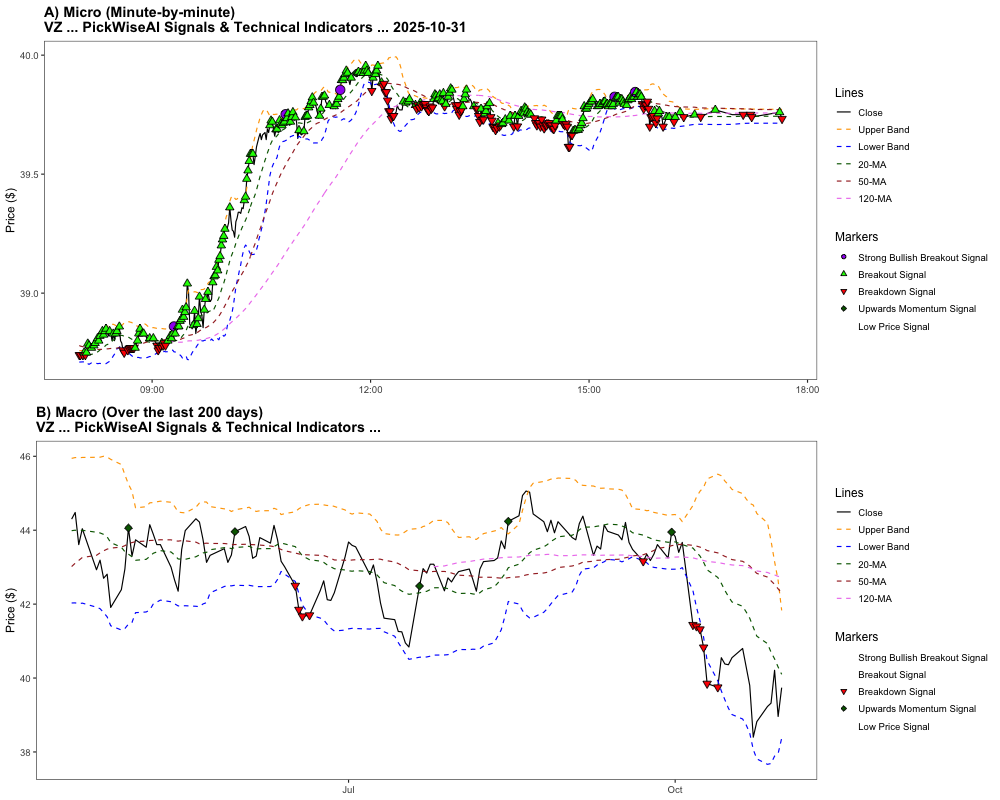 A) Micro (Minute-by-minute)
VZ ... PickWiseAI Signals & Technical Indicators ... 2025-10-31
40.0
39.5
39.0
Price ($)
09:00
12:00
15:00
18:00
Lines
Close
Upper Band
Lower Band
20-MA
50-MA
120-MA
Markers
Strong Bullish Breakout Signal
Breakout Signal
Breakdown Signal
Upwards Momentum Signal
Low Price Signal
B) Macro (Over the last 200 days)
VZ ... PickWiseAI Signals & Technical Indicators ...
46
44
42
40
38
Price ($)
Jul
Oct
Lines
Close
Upper Band
Lower Band
20-MA
50-MA
120-MA
Markers
Strong Bullish Breakout Signal
Breakout Signal
Breakdown Signal
Upwards Momentum Signal
Low Price Signal